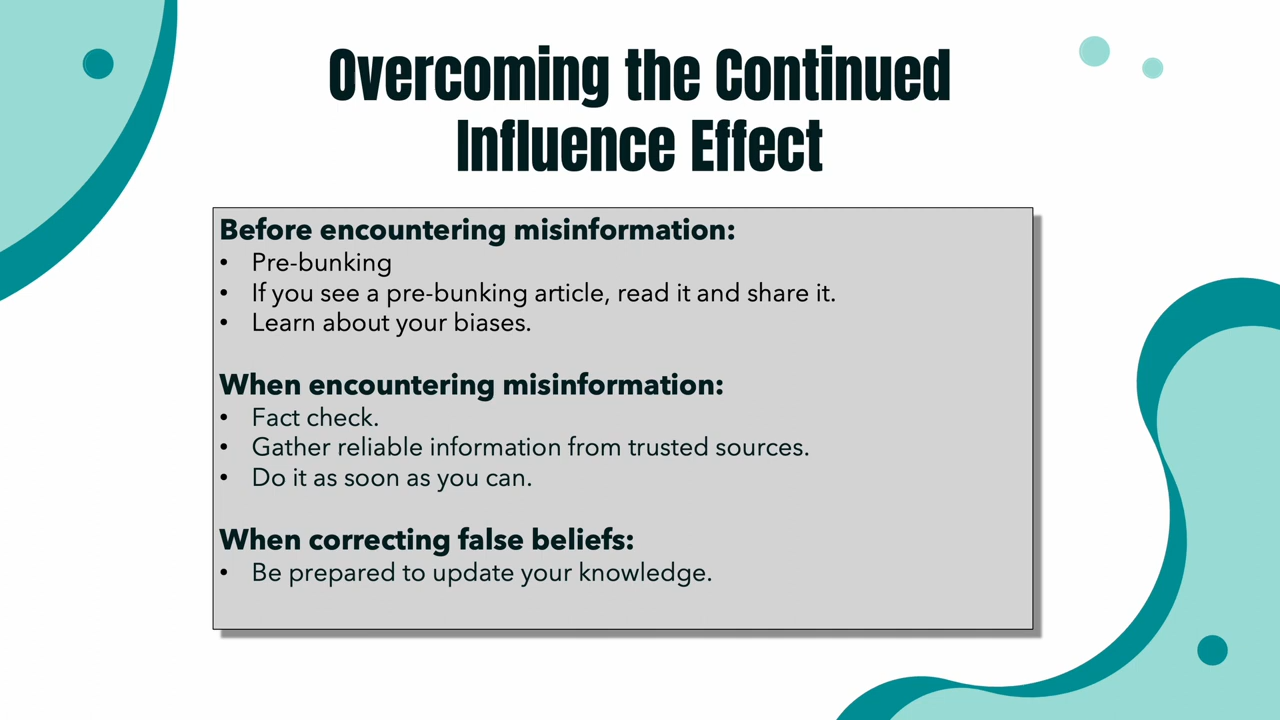 Overcoming the Continued
Influence Effect
Before encountering misinformation:
• Pre-bunking
• If you see a pre-bunking article, read it and share it.
• Learn about your biases.
When encountering misinformation:
• Fact check.
• Gather reliable information from trusted sources.
• Do it as soon as you can.
When correcting false beliefs:
• Be prepared to update your knowledge.